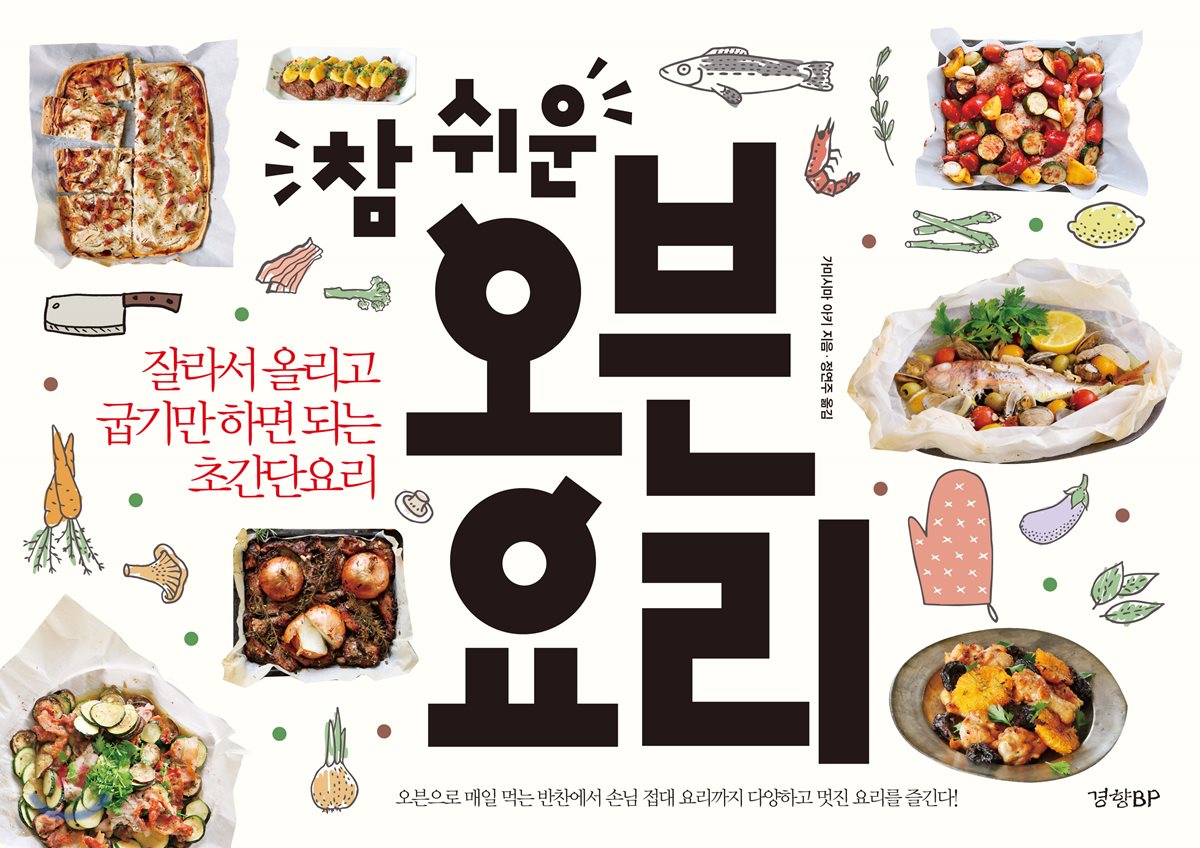 참 쉬운
오븐
요리
가미시마 아키 지음 · 정연주 옮김
잘라서 올리고
굽기만 하면 되는
초간단요리
오븐으로 매일 먹는 반찬에서 손님 접대 요리까지 다양하고 멋진 요리를 즐긴다!
경향BP